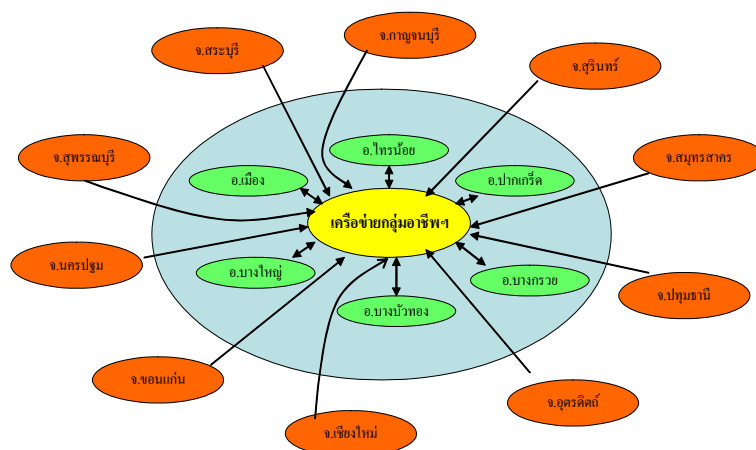 จ.กาญจนบุรี
จ.สระบุรี
จ.สุรินทร์
จ.สุพรรณบุรี
อ.ไทรน้อย
จ.สมุทรสาคร
อ.เมือง
อ.ปากเกร็ด
เครือข่ายกลุ่มอาชีพฯ
จ.นครปฐม
อ.บางใหญ่
อ.บางกรวย
จ.ปทุมธานี
อ.บางบัวทอง
จ.ขอนแก่น
จ.อุตรดิตถ์
จ.เชียงใหม่